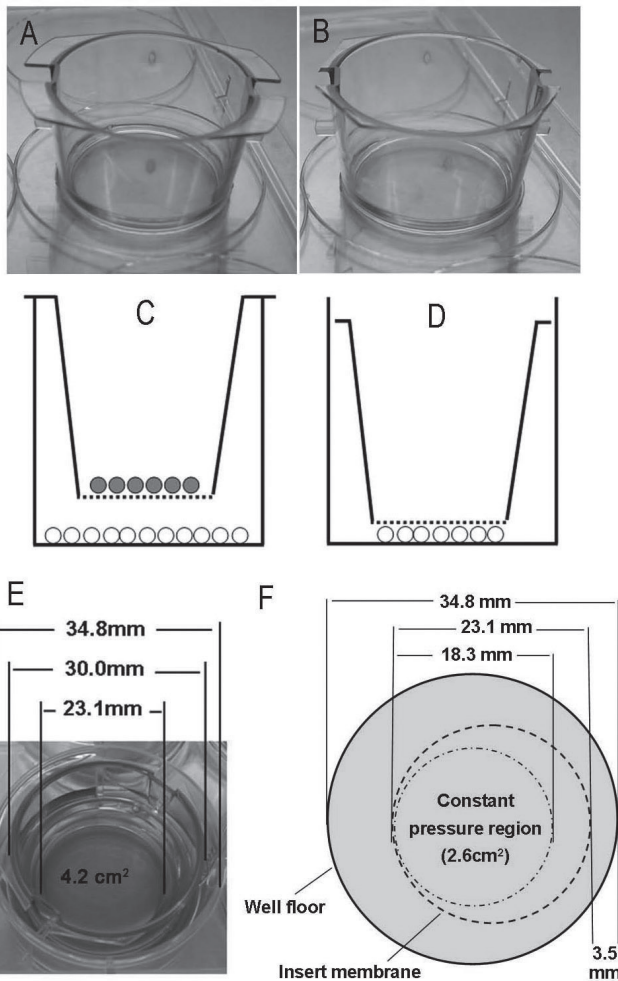 A
B
C
D
E
34.8mm
30.0mm
23.1mm
4.2 cm²
F
34.8 mm
23.1 mm
18.3 mm
Constant
pressure region
(2.6cm²)
Well floor
Insert membrane
3.5
mm